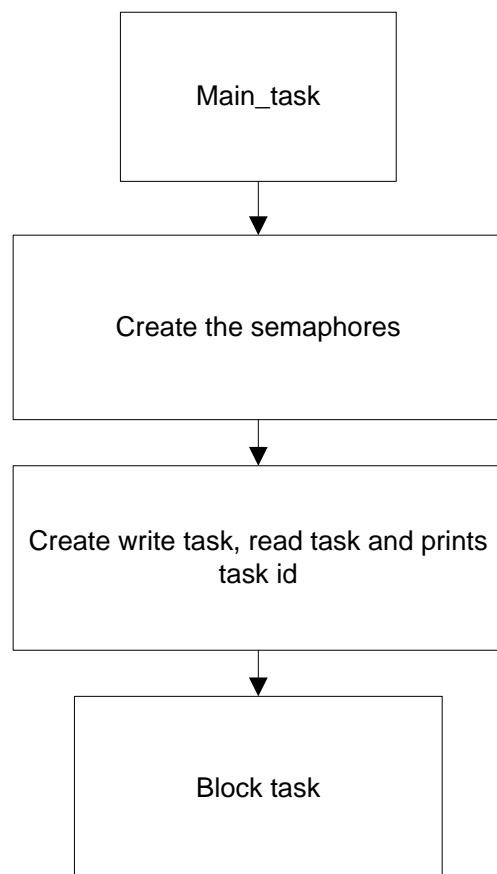 Main_task
Create the semaphores
Create write task, read task and prints
task id
Block task